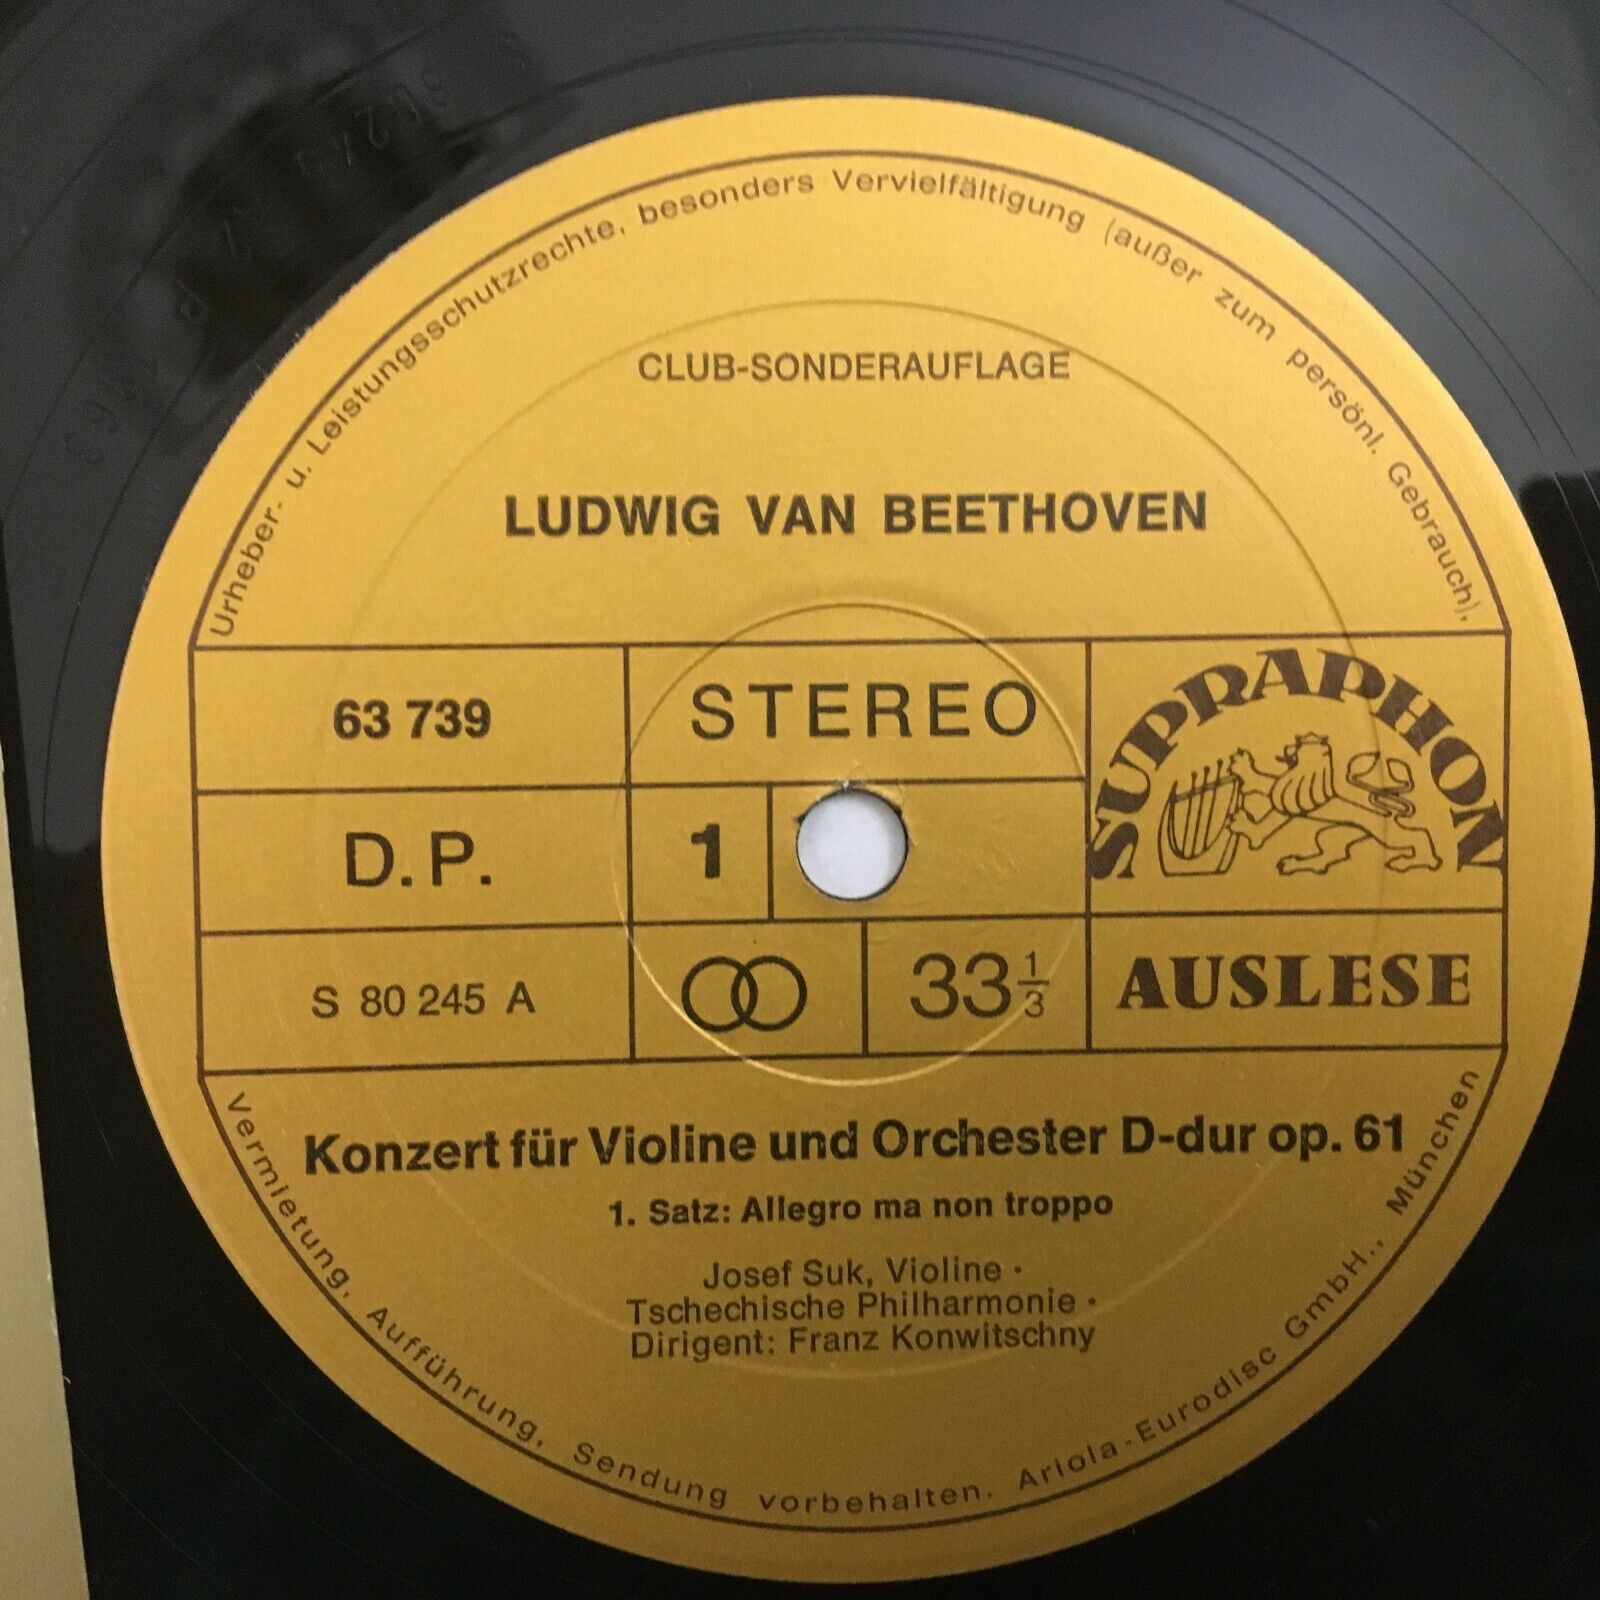 Urheber- u. Leistungsschutzrechte, besonders Vervielfältigung (außer zum persönl. Gebrauch),
CLUB-SONDERAUFLAGE
LUDWIG VAN BEETHOVEN
63 739
STEREO
SUPRAPHON
D.P.
1
S 80 245 A
33 1/3
AUSLESE
Konzert für Violine und Orchester D-dur op. 61
1. Satz: Allegro ma non troppo
Josef Suk, Violine ·
Tschechische Philharmonie ·
Dirigent: Franz Konwitschny
Vermietung, Aufführung, Sendung vorbehalten. Ariola-Eurodisc GmbH., München